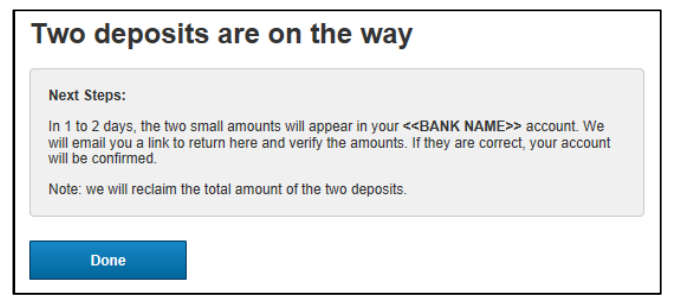 Two deposits are on the way
Next Steps:
In 1 to 2 days, the two small amounts will appear in your <<BANK NAME>> account. We
will email you a link to return here and verify the amounts. If they are correct, your account
will be confirmed.
Note: we will reclaim the total amount of the two deposits.
Done